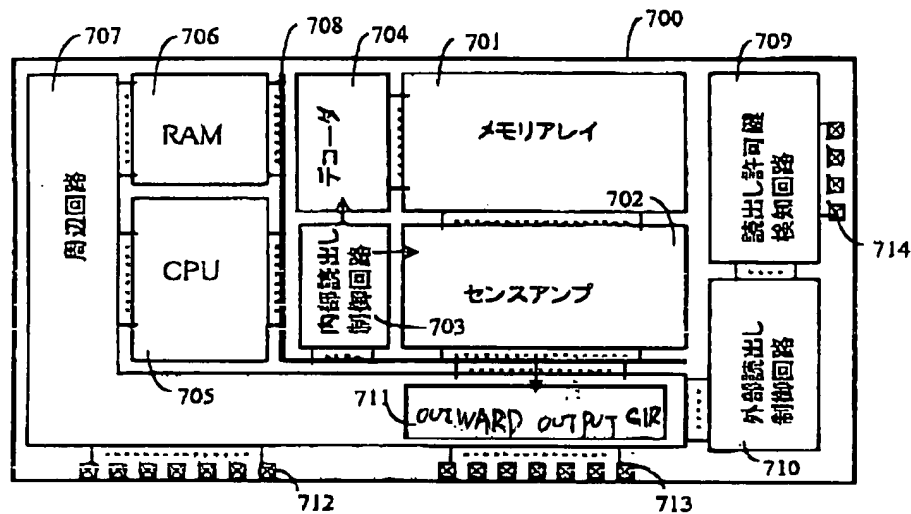 707
706
708
704
701
700
709
周辺回路
RAM
デコーダ
メモリアレイ
読出し許可鍵
検知回路
702
714
CPU
内部読出し
制御回路
703
センスアンプ
外部読出し
制御回路
705
711
OUTWARD OUTPUT CIR
710
712
713